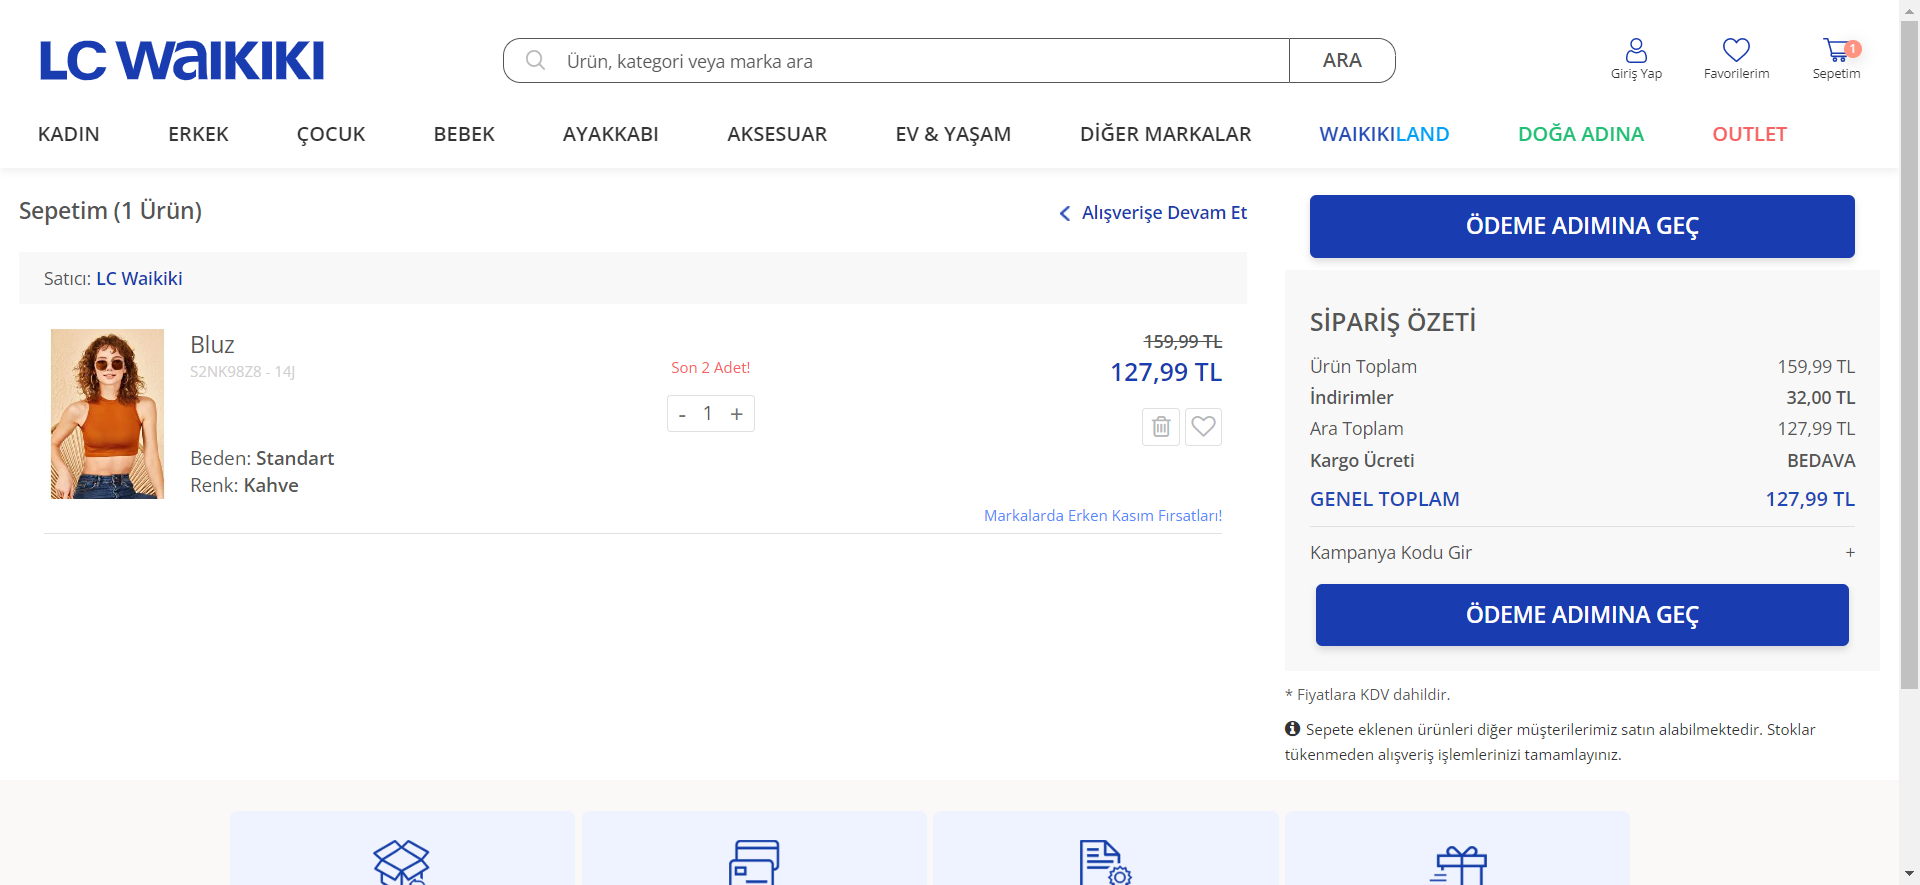 LC WAIKIKI
Ürün, kategori veya marka ara
ARA
Giriş Yap
Favorilerim
1
Sepetim
KADIN
ERKEK
ÇOCUK
BEBEK
AYAKKABI
AKSESUAR
EV & YAŞAM
DİĞER MARKALAR
WAIKIKILAND
DOĞA ADINA
OUTLET
Sepetim (1 Ürün)
Alışverişe Devam Et
Satıcı: LC Waikiki
Bluz
S2NK98Z8 - 14J
Beden: Standart
Renk: Kahve
Son 2 Adet!
- 1 +
159,99 TL
127,99 TL
Markalarda Erken Kasım Fırsatları!
ÖDEME ADIMINA GEÇ
SİPARİŞ ÖZETİ
Ürün Toplam 159,99 TL
İndirimler 32,00 TL
Ara Toplam 127,99 TL
Kargo Ücreti BEDAVA
GENEL TOPLAM 127,99 TL
Kampanya Kodu Gir +
ÖDEME ADIMINA GEÇ
* Fiyatlara KDV dahildir.
Sepete eklenen ürünleri diğer müşterilerimiz satın alabilmektedir. Stoklar
tükenmeden alışveriş işlemlerinizi tamamlayınız.